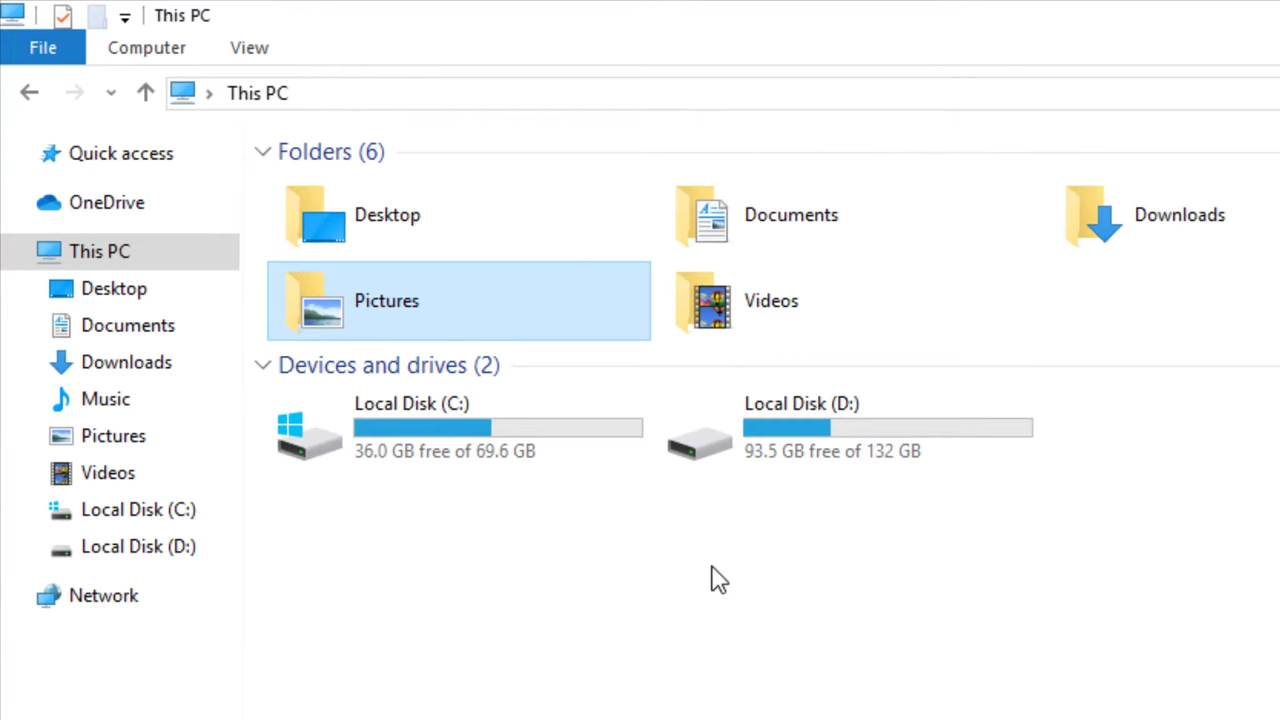 This PC
File Computer View
This PC
Quick access
OneDrive
This PC
Desktop
Documents
Downloads
Music
Pictures
Videos
Local Disk (C:)
Local Disk (D:)
Network
Folders (6)
Desktop Documents Downloads
Pictures Videos
Devices and drives (2)
Local Disk (C:)
36.0 GB free of 69.6 GB
Local Disk (D:)
93.5 GB free of 132 GB